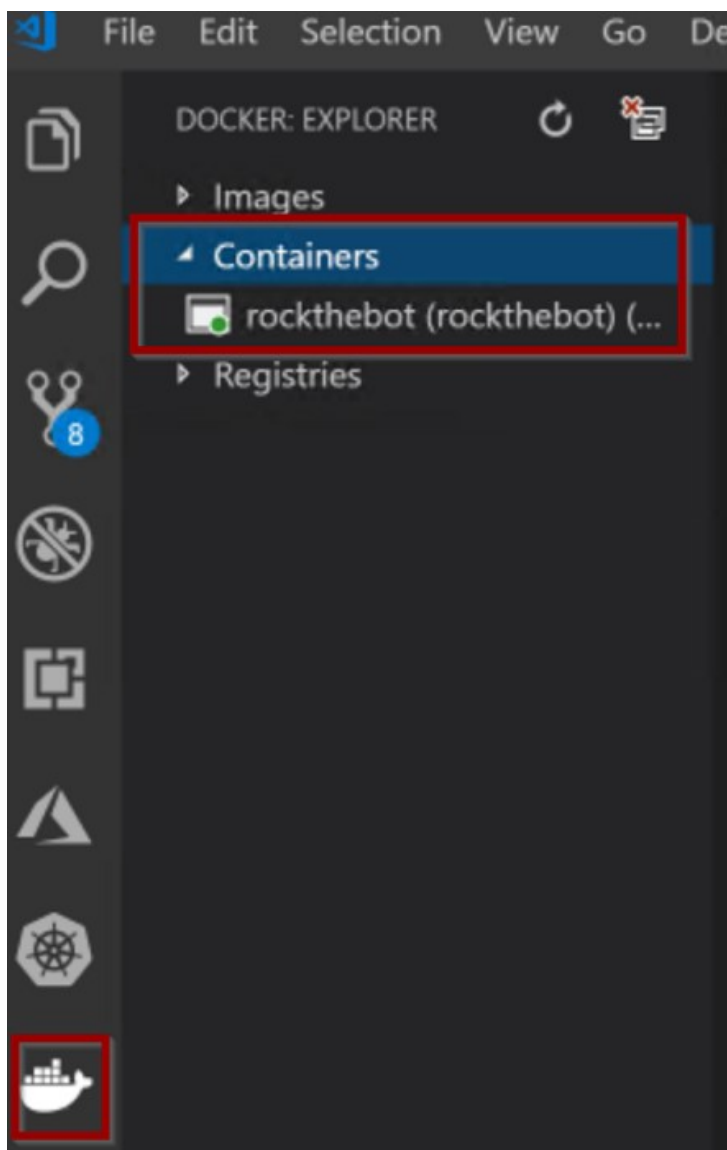 File Edit Selection View Go De
DOCKER: EXPLORER
Images
Containers
rockthebot (rockthebot) (...
Registries
8